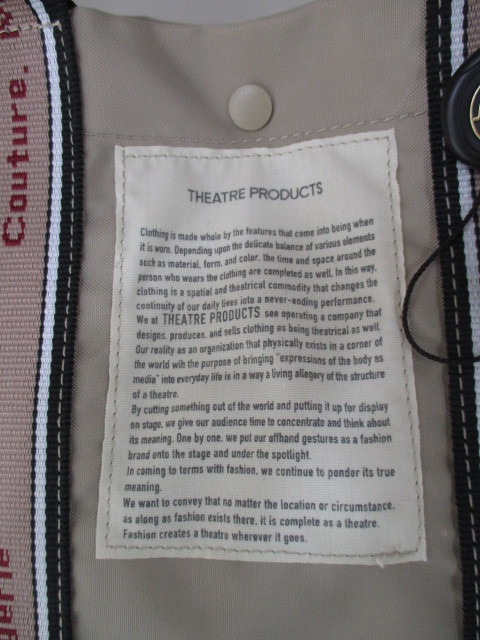 Couture.
THEATRE PRODUCTS
Clothing is made whole by the features that come into being when
it is worn. Depending upon the delicate balance of various elements
such as material, form, and color, the time and space around the
person who wears the clothing are completed as well. In this way,
clothing is a spatial and theatrical commodity that changes the
continuity of our daily lives into a never-ending performance.
We at THEATRE PRODUCTS see operating a company that
designs, produces, and sells clothing as being theatrical as well.
Our reality as an organization that physically exists in a corner of
the world wih the purpose of bringing "expressions of the body as
media" into everyday life is in a way a living allegory of the structure
of a theatre.
By cutting something out of the world and putting it up for display
on stage, we give our audience time to concentrate and think about
its meaning. One by one, we put our offhand gestures as a fashion
brand onto the stage and under the spotlight.
In coming to terms with fashion, we continue to ponder its true
meaning.
We want to convey that no matter the location or circumstance,
as along as fashion exists there, it is complete as a theatre.
Fashion creates a theatre wherever it goes.